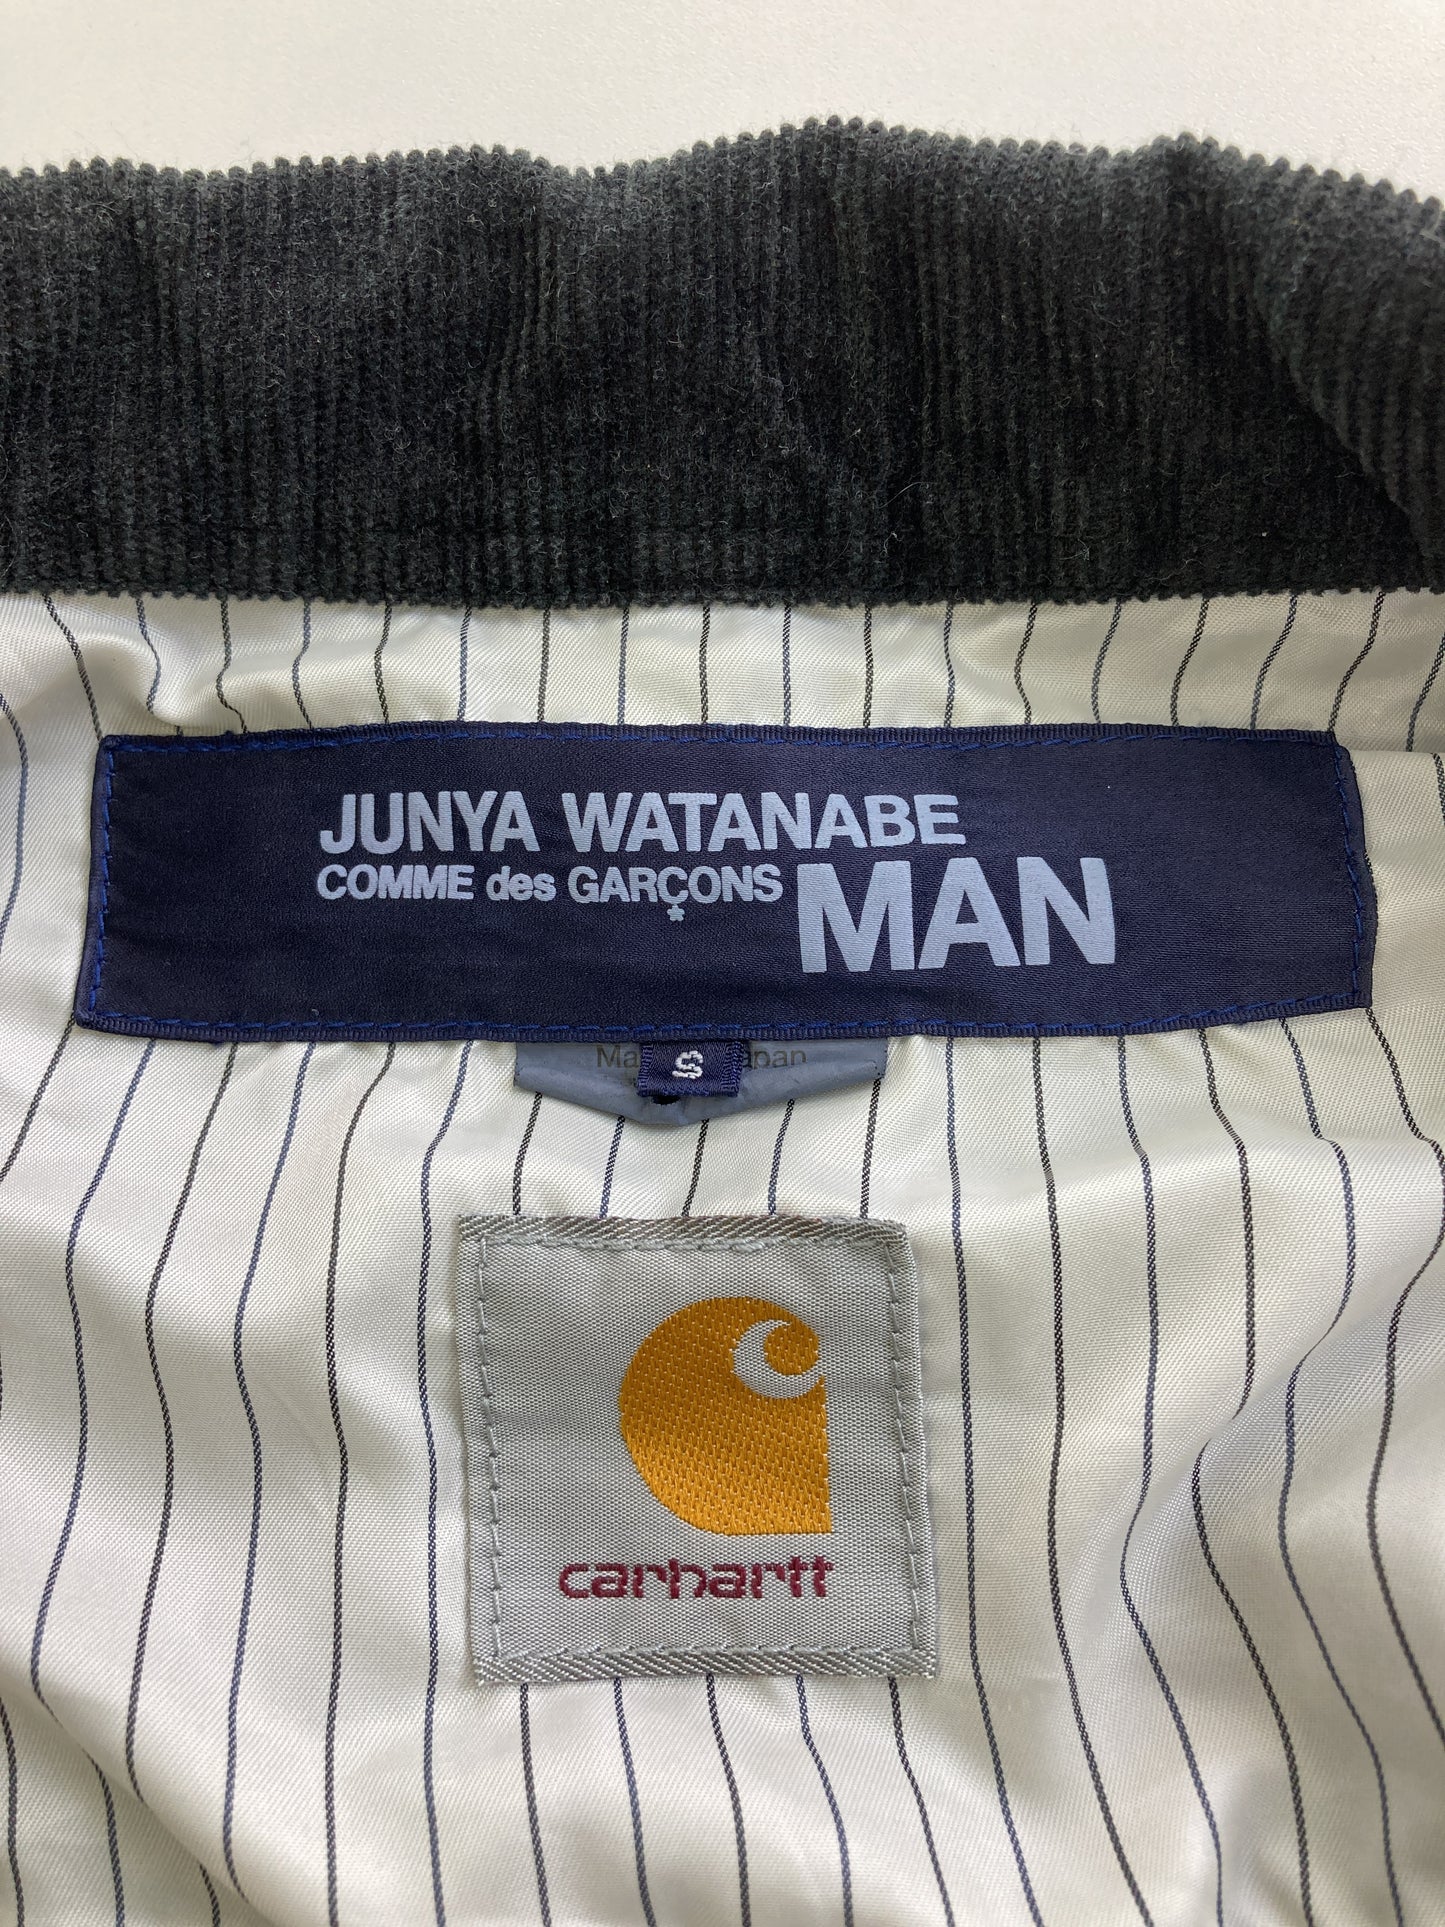 JUNYA WATANABE
COMME des GARÇONS MAN
S
carhartt